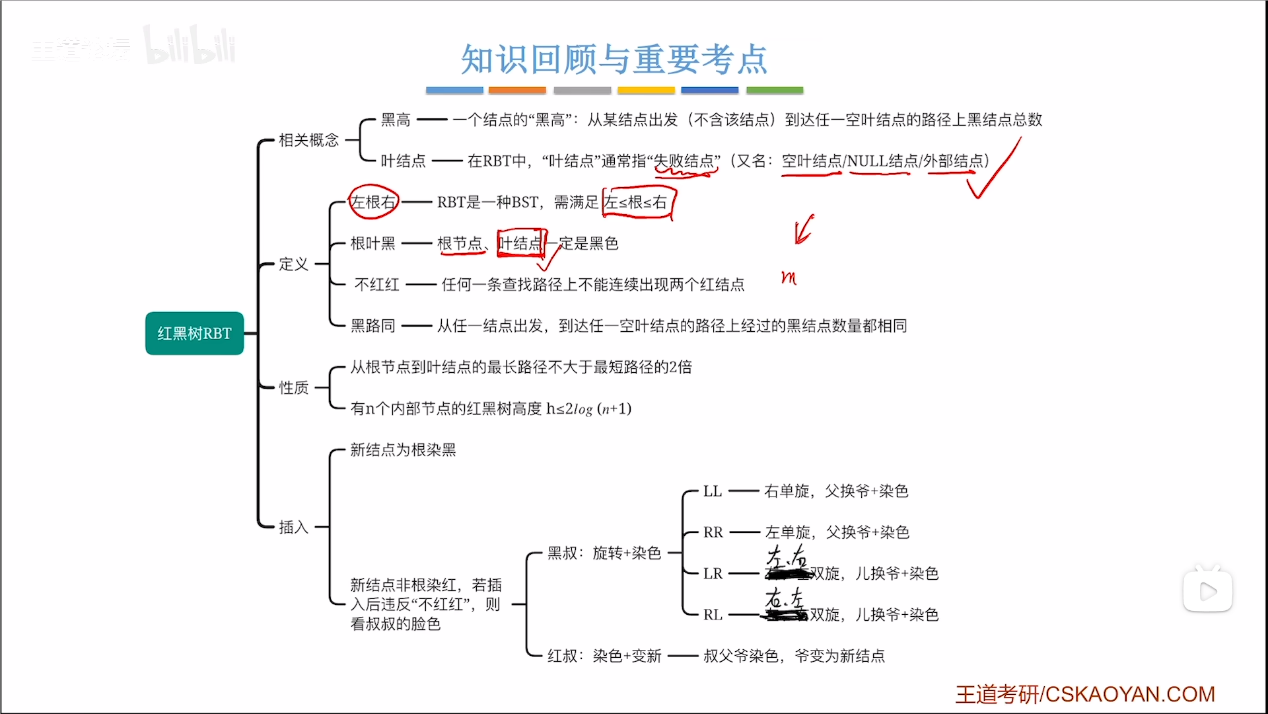 bilibili
知识回顾与重要考点
黑高
一个结点的“黑高”：从某结点出发（不含该结点）到达任一空叶结点的路径上黑结点总数
相关概念
叶结点
在RBT中，“叶结点”通常指“失败结点”（又名：空叶结点/NULL结点/外部结点）
左根右
RBT是一种BST，需满足 左≤根≤右
根叶黑
根节点、叶结点一定是黑色
定义
m
不红红
任何一条查找路径上不能连续出现两个红结点
黑路同
从任一结点出发，到达任一空叶结点的路径上经过的黑结点数量都相同
红黑树RBT
从根节点到叶结点的最长路径不大于最短路径的2倍
性质
有n个内部节点的红黑树高度 h≤2log (n+1)
新结点为根染黑
插入
LL
右单旋，父换爷+染色
RR
左单旋，父换爷+染色
黑叔：旋转+染色
左、右
LR
双旋，儿换爷+染色
右、左
RL
双旋，儿换爷+染色
新结点非根染红，若插
入后违反“不红红”，则
看叔叔的脸色
红叔：染色+变新
叔父爷染色，爷变为新结点
王道考研/CSKAOYAN.COM